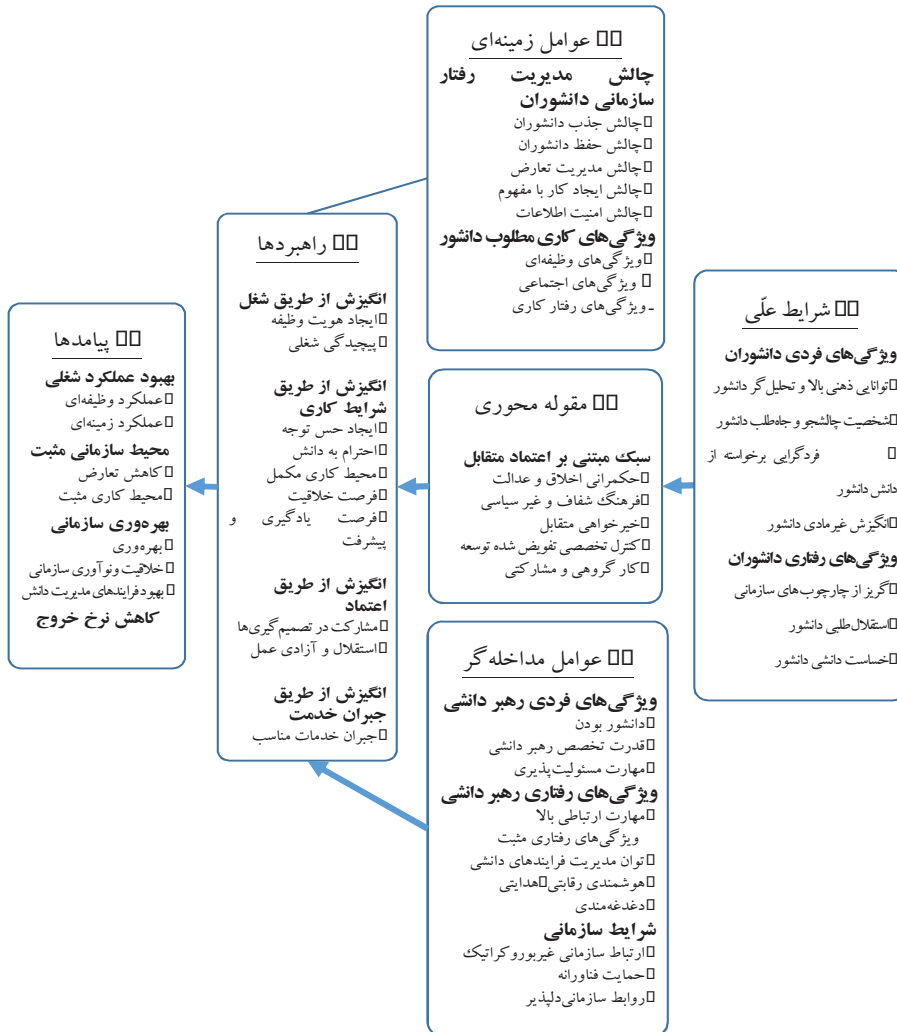 عوامل زمینه‌ای
چالش مدیریت رفتار
سازمانی دانشوران
چالش جذب دانشوران
چالش حفظ دانشوران
چالش مدیریت تعارض
چالش ایجاد کار با مفهوم
چالش امنیت اطلاعات
ویژگی‌های کاری مطلوب دانشور
ویژگی‌های وظیفه‌ای
ویژگی‌های اجتماعی
ـ ویژگی‌های رفتار کاری
شرایط علّی
ویژگی‌های فردی دانشوران
توانایی ذهنی بالا و تحلیل‌گر دانشور
شخصیت چالشجو و جاه‌طلب دانشور
فردگرایی برخواسته از
دانش دانشور
انگیزش غیرمادی دانشور
ویژگی‌های رفتاری دانشوران
گریز از چارچوب‌های سازمانی
استقلال‌طلبی دانشور
خساست دانشی دانشور
مقوله محوری
سبک مبتنی بر اعتماد متقابل
حکمرانی اخلاق و عدالت
فرهنگ شفاف و غیر سیاسی
خیرخواهی متقابل
کنترل تخصصی تفویض شده توسعه
کار گروهی و مشارکتی
عوامل مداخله‌گر
ویژگی‌های فردی رهبر دانشی
دانشور بودن
قدرت تخصص رهبر دانشی
مهارت مسئولیت‌پذیری
ویژگی‌های رفتاری رهبر دانشی
مهارت ارتباطی بالا
ویژگی‌های رفتاری مثبت
توان مدیریت فرایندهای دانشی
هوشمندی رقابتی هدایتی
دغدغه‌مندی
شرایط سازمانی
ارتباط سازمانی غیربوروکراتیک
حمایت فناورانه
روابط سازمانی‌دلپذیر
راهبردها
انگیزش از طریق شغل
ایجاد هویت وظیفه
پیچیدگی شغلی
انگیزش از طریق
شرایط کاری
ایجاد حس توجه
احترام به دانش
محیط کاری مکمل
فرصت خلاقیت
فرصت یادگیری و
پیشرفت
انگیزش از طریق
اعتماد
مشارکت در تصمیم‌گیری‌ها
استقلال و آزادی عمل
انگیزش از طریق
جبران خدمت
جبران خدمات مناسب
پیامدها
بهبود عملکرد شغلی
عملکرد وظیفه‌ای
عملکرد زمینه‌ای
محیط سازمانی مثبت
کاهش تعارض
محیط کاری مثبت
بهره‌وری سازمانی
بهره‌وری
خلاقیت ونوآوری سازمانی
بهبودفرایندهای مدیریت دانش
کاهش نرخ خروج